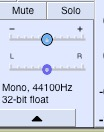 Mute Solo
- +
L R
Mono, 44100Hz
32-bit float